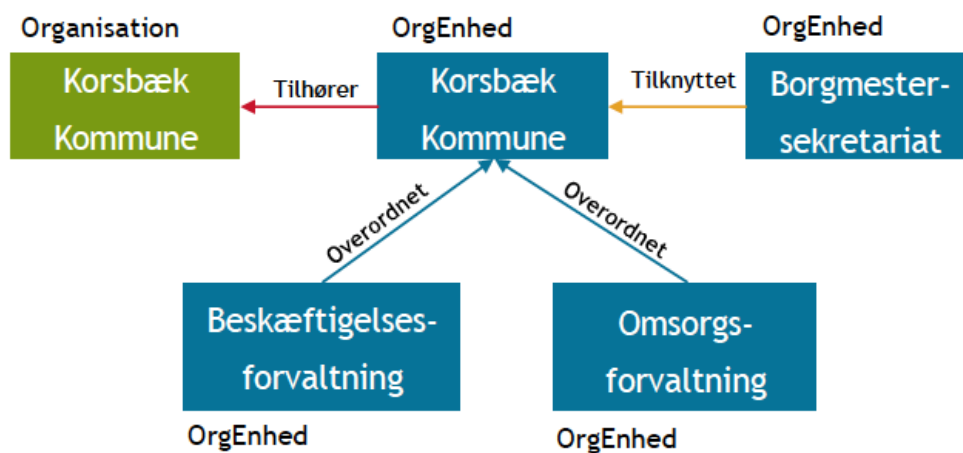 Organisation
OrgEnhed
OrgEnhed
Korsbæk
Kommune
Tilhører
Korsbæk
Kommune
Tilknyttet
Borgmester-
sekretariat
Overordnet
Overordnet
Beskæftigelses-
forvaltning
Omsorgs-
forvaltning
OrgEnhed
OrgEnhed